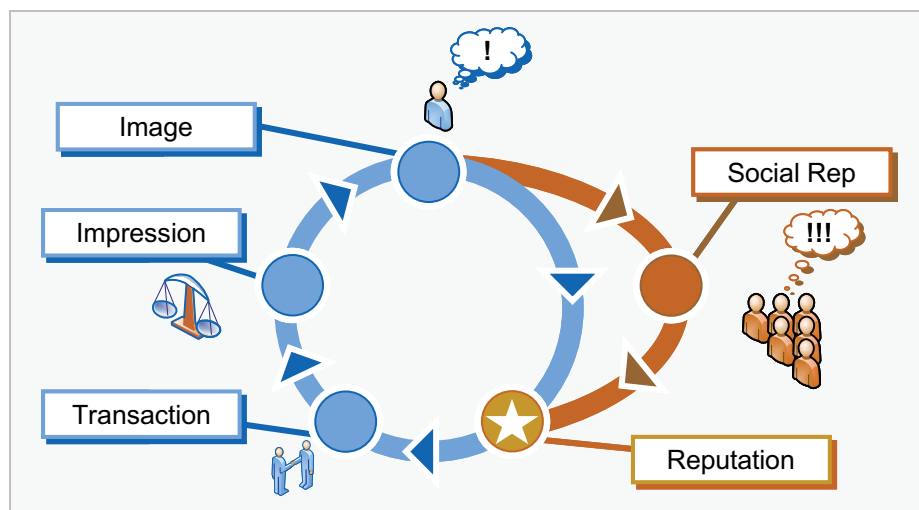 !
Image
Social Rep
Impression
!!!
Transaction
Reputation